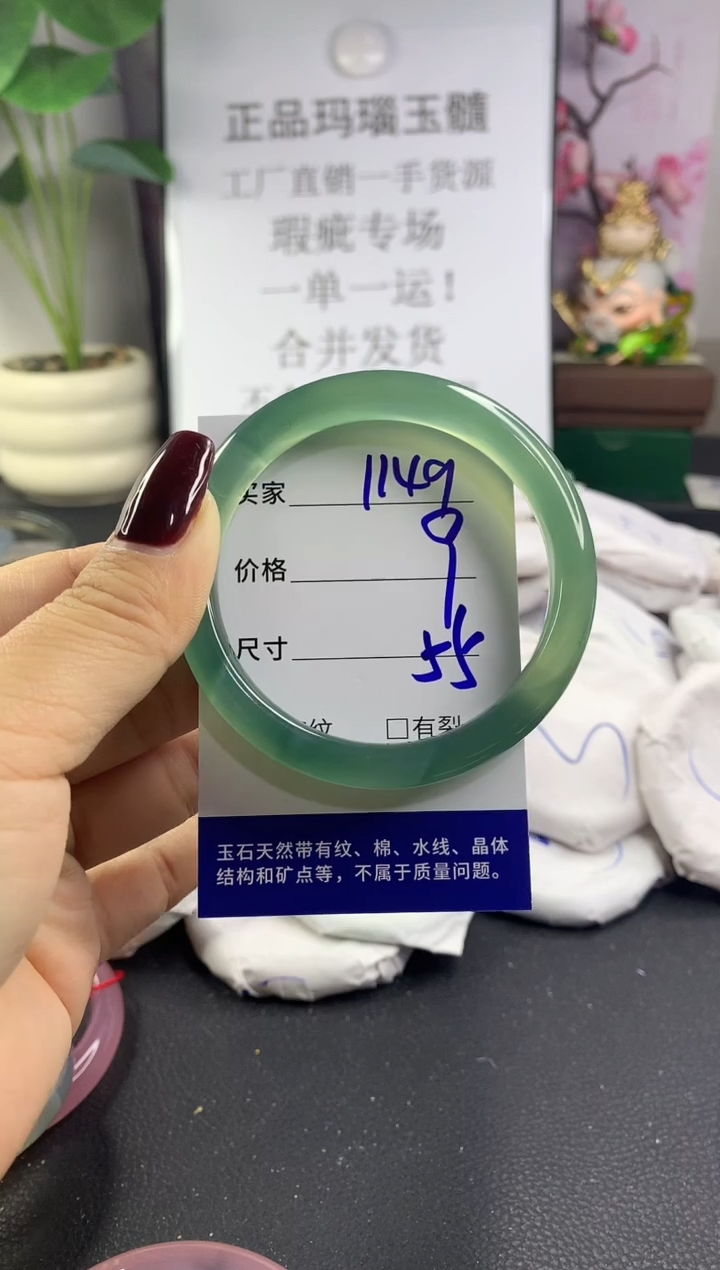 正品玛瑙玉髓
工厂直销一手货源
瑕疵专场
一单一运！
合并发货
买家 1149
价格
尺寸 55
纹 □有裂
玉石天然带有纹、棉、水线、晶体
结构和矿点等，不属于质量问题。